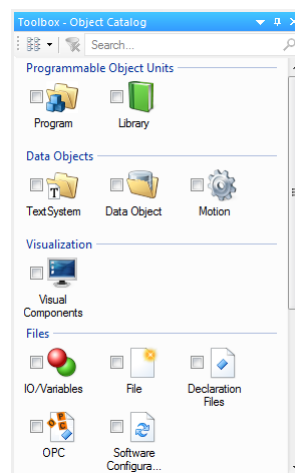 Toolbox - Object Catalog
Search...
Programmable Object Units
Program
Library
Data Objects
TextSystem
Data Object
Motion
Visualization
Visual
Components
Files
IO/Variables
File
Declaration
Files
OPC
Software
Configura...